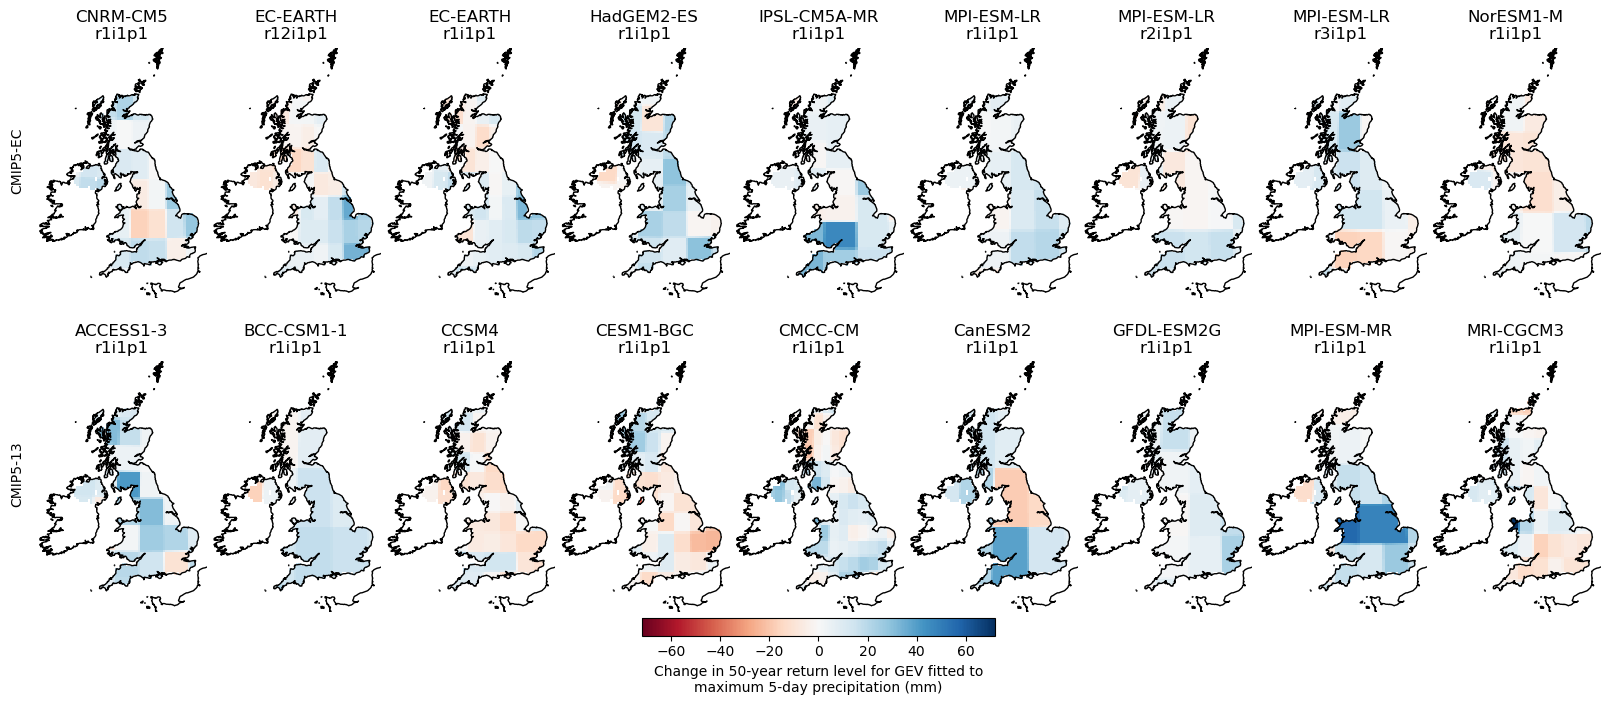 CNRM-CM5 EC-EARTH EC-EARTH HadGEM2-ES IPSL-CM5A-MR MPI-ESM-LR MPI-ESM-LR MPI-ESM-LR NorESM1-M
r1i1p1 r12i1p1 r1i1p1 r1i1p1 r1i1p1 r1i1p1 r2i1p1 r3i1p1 r1i1p1
CMIP5-EC
ACCESS1-3 BCC-CSM1-1 CCSM4 CESM1-BGC CMCC-CM CanESM2 GFDL-ESM2G MPI-ESM-MR MRI-CGCM3
r1i1p1 r1i1p1 r1i1p1 r1i1p1 r1i1p1 r1i1p1 r1i1p1 r1i1p1 r1i1p1
CMIP5-13
−60 −40 −20 0 20 40 60
Change in 50-year return level for GEV fitted to
maximum 5-day precipitation (mm)